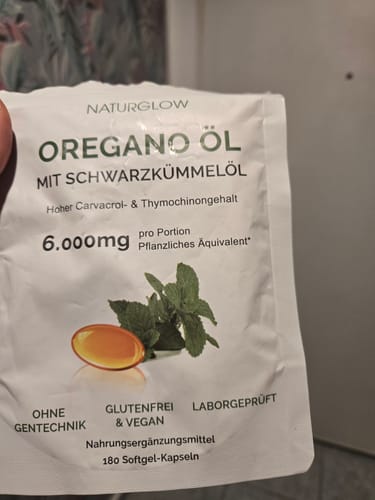 NATURGLOW
OREGANO ÖL
MIT SCHWARZKÜMMELÖL
Hoher Carvacrol- & Thymochinongehalt
6.000mg
pro Portion
Pflanzliches Äquivalent*
OHNE
GENTECHNIK
GLUTENFREI
& VEGAN
LABORGEPRÜFT
Nahrungsergänzungsmittel
180 Softgel-Kapseln